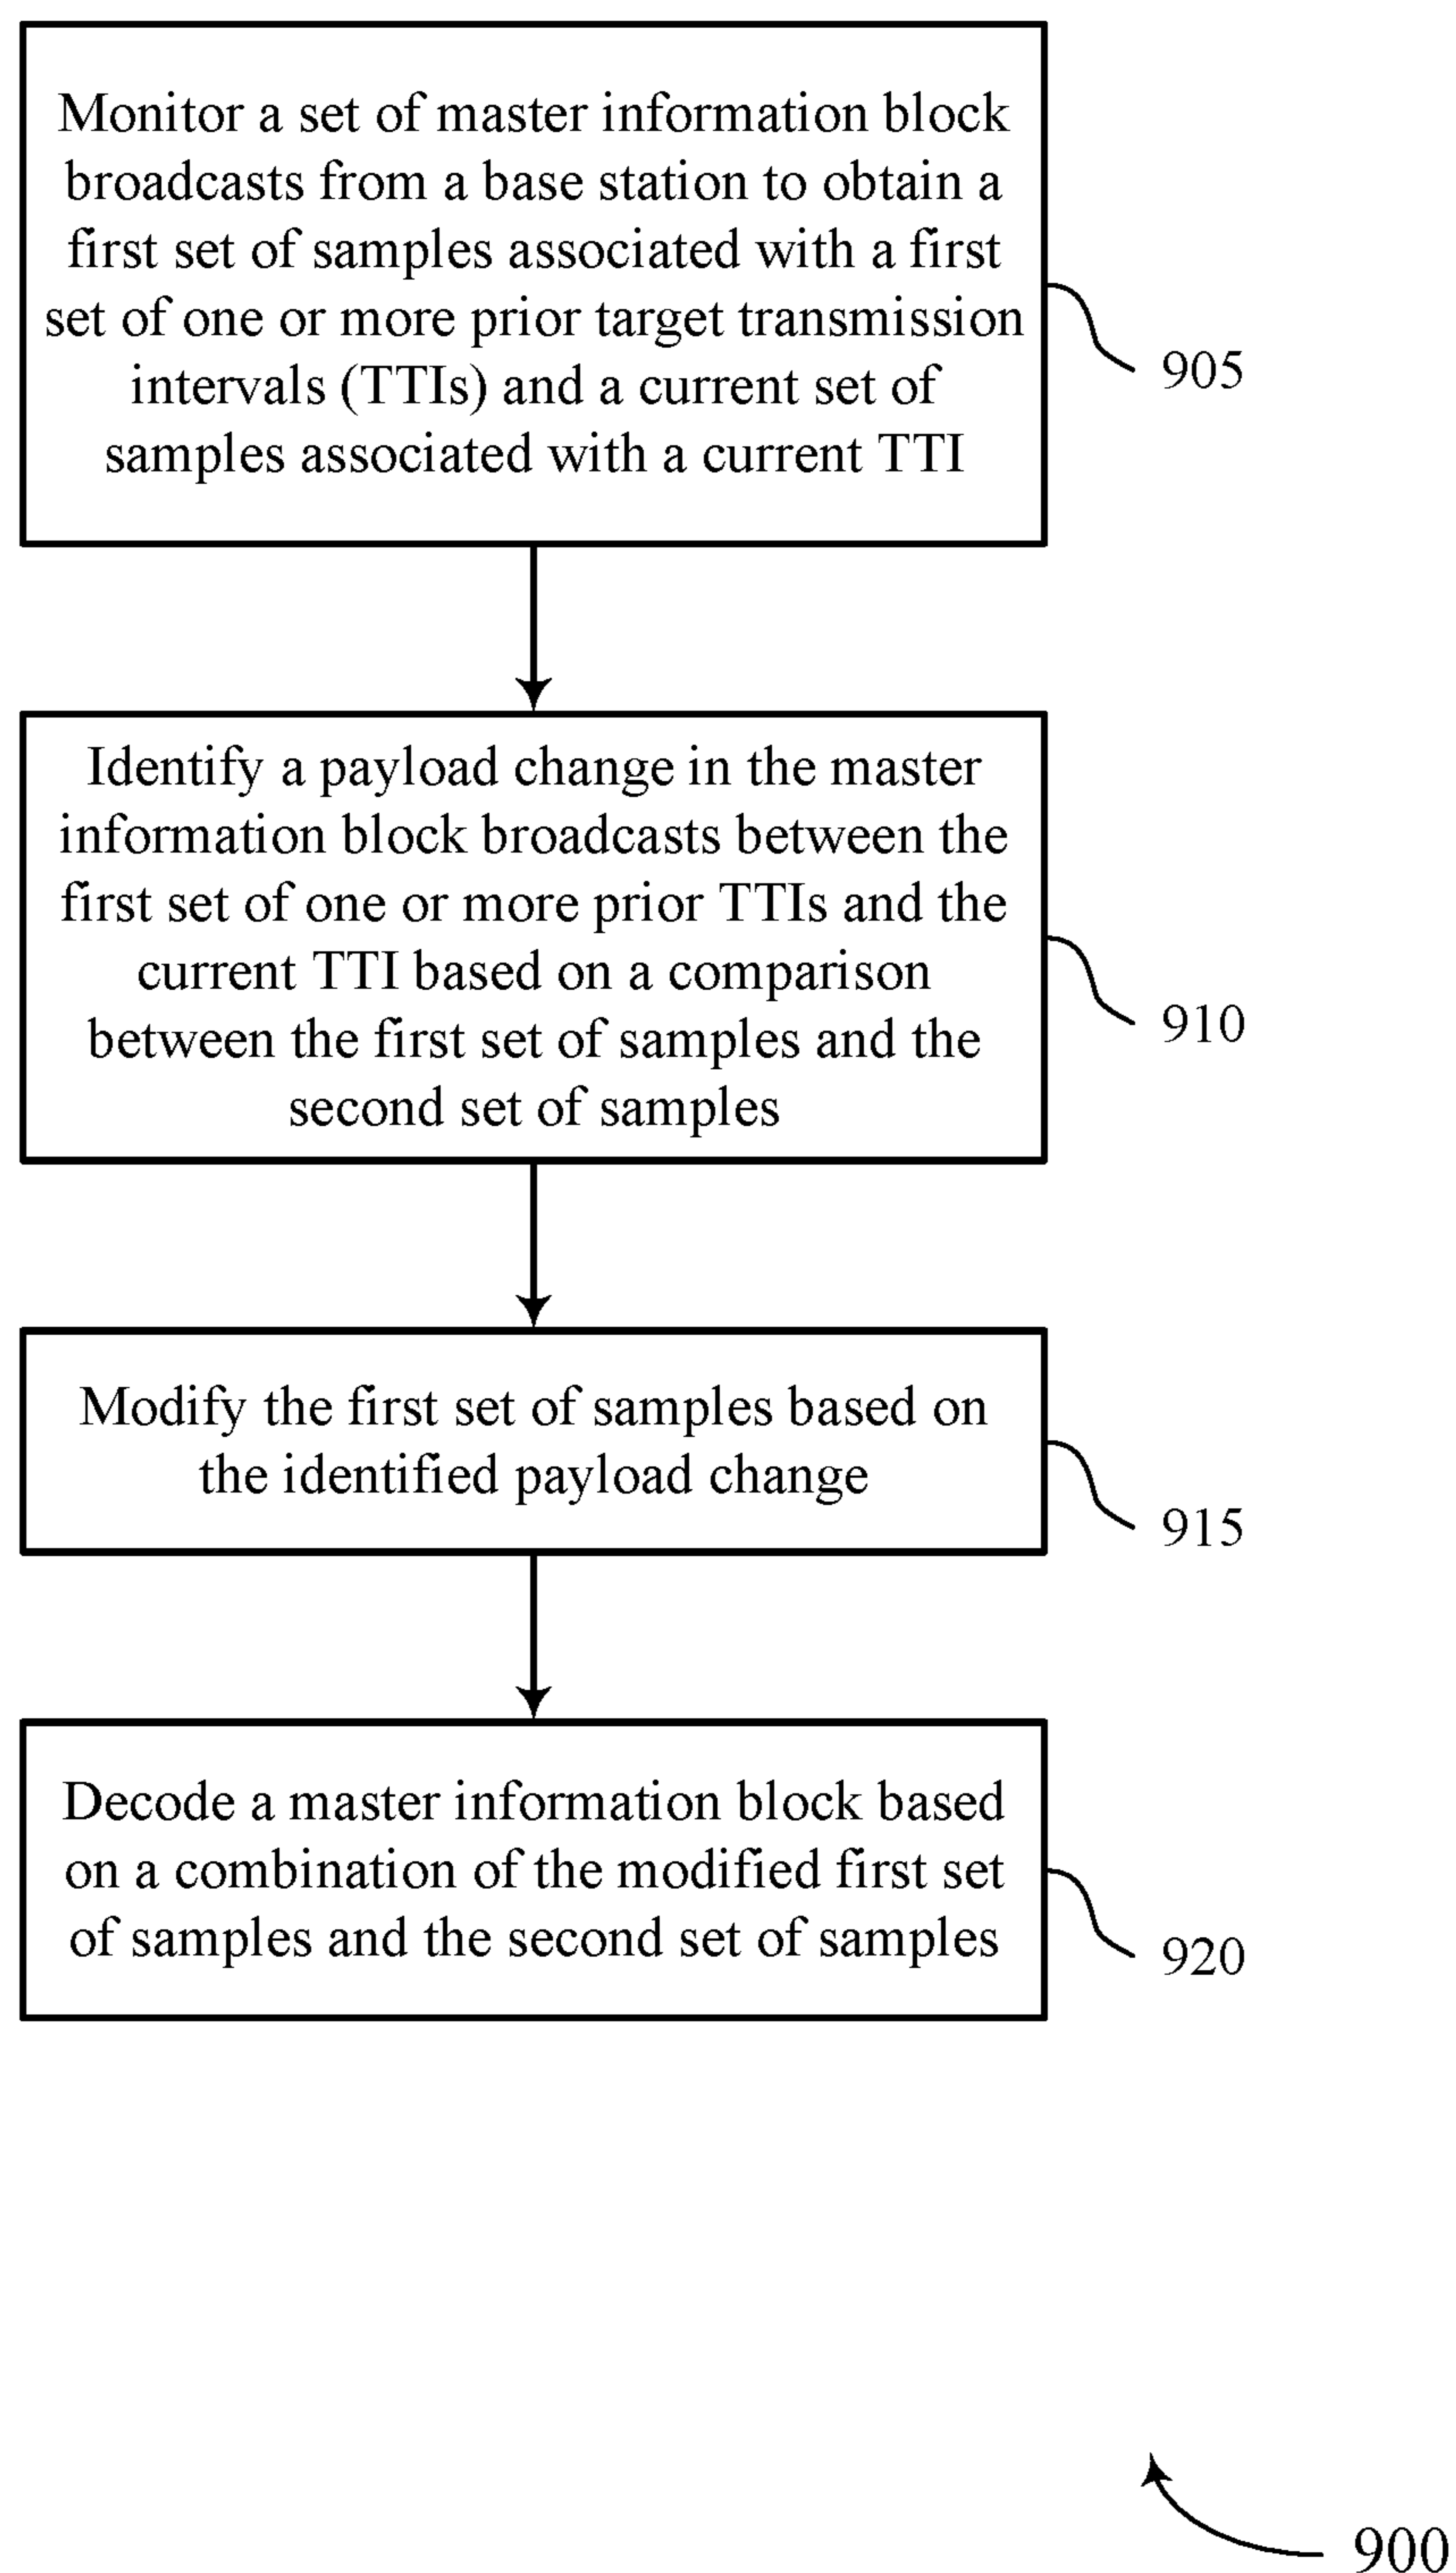 Monitor a set of master information block
broadcasts from a base station to obtain a
first set of samples associated with a first
set of one or more prior target transmission
intervals (TTIs) and a current set of
samples associated with a current TTI
905
Identify a payload change in the master
information block broadcasts between the
first set of one or more prior TTIs and the
current TTI based on a comparison
between the first set of samples and the
second set of samples
910
Modify the first set of samples based on
the identified payload change
915
Decode a master information block based
on a combination of the modified first set
of samples and the second set of samples
920
900